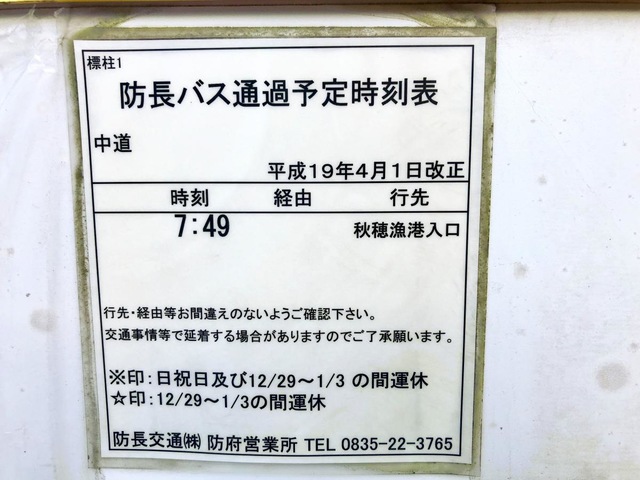 標柱1
防長バス通過予定時刻表
中道
平成19年4月1日改正
時刻 経由 行先
7:49 秋穂漁港入口
行先・経由等お間違えのないようご確認下さい。
交通事情等で延着する場合がありますのでご了承願います。
※印:日祝日及び12/29～1/3 の間運休
☆印:12/29～1/3の間運休
防長交通㈱ 防府営業所 TEL 0835-22-3765